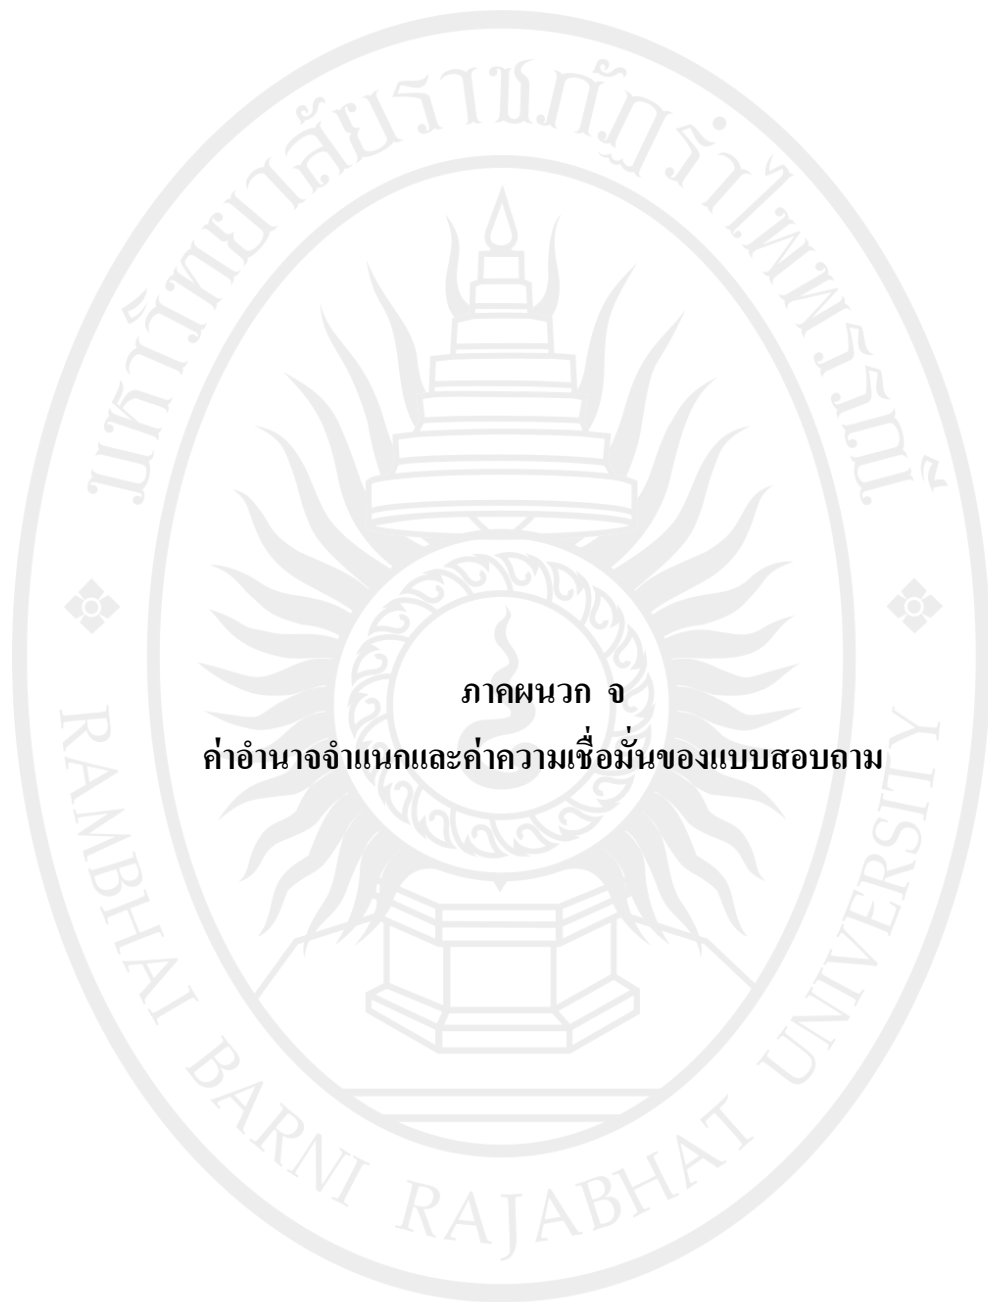 มหาวิทยาลัยราชภัฏรำไพพรรณี
ภาคผนวก จ
ค่าอำนาจจำแนกและค่าความเชื่อมั่นของแบบสอบถาม
RAMBHAI BARNI RAJABHAT UNIVERSITY